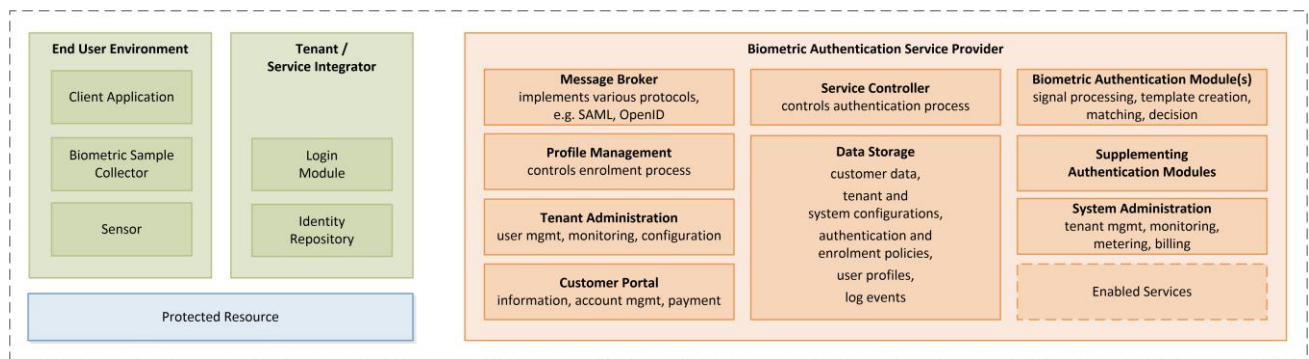 End User Environment
Client Application
Biometric Sample
Collector
Sensor
Tenant /
Service Integrator
Login
Module
Identity
Repository
Protected Resource
Biometric Authentication Service Provider
Message Broker
implements various protocols,
e.g. SAML, OpenID
Profile Management
controls enrolment process
Tenant Administration
user mgmt, monitoring, configuration
Customer Portal
information, account mgmt, payment
Service Controller
controls authentication process
Data Storage
customer data,
tenant and
system configurations,
authentication and
enrolment policies,
user profiles,
log events
Biometric Authentication Module(s)
signal processing, template creation,
matching, decision
Supplementing
Authentication Modules
System Administration
tenant mgmt, monitoring,
metering, billing
Enabled Services